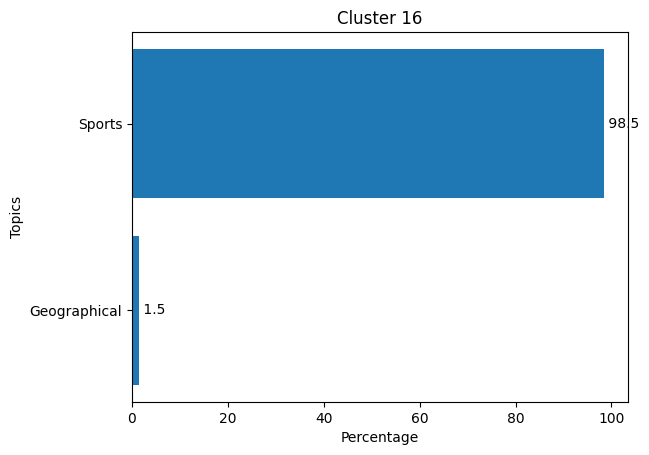 Cluster 16
Sports
98.5
Topics
Geographical
1.5
0 20 40 60 80 100
Percentage